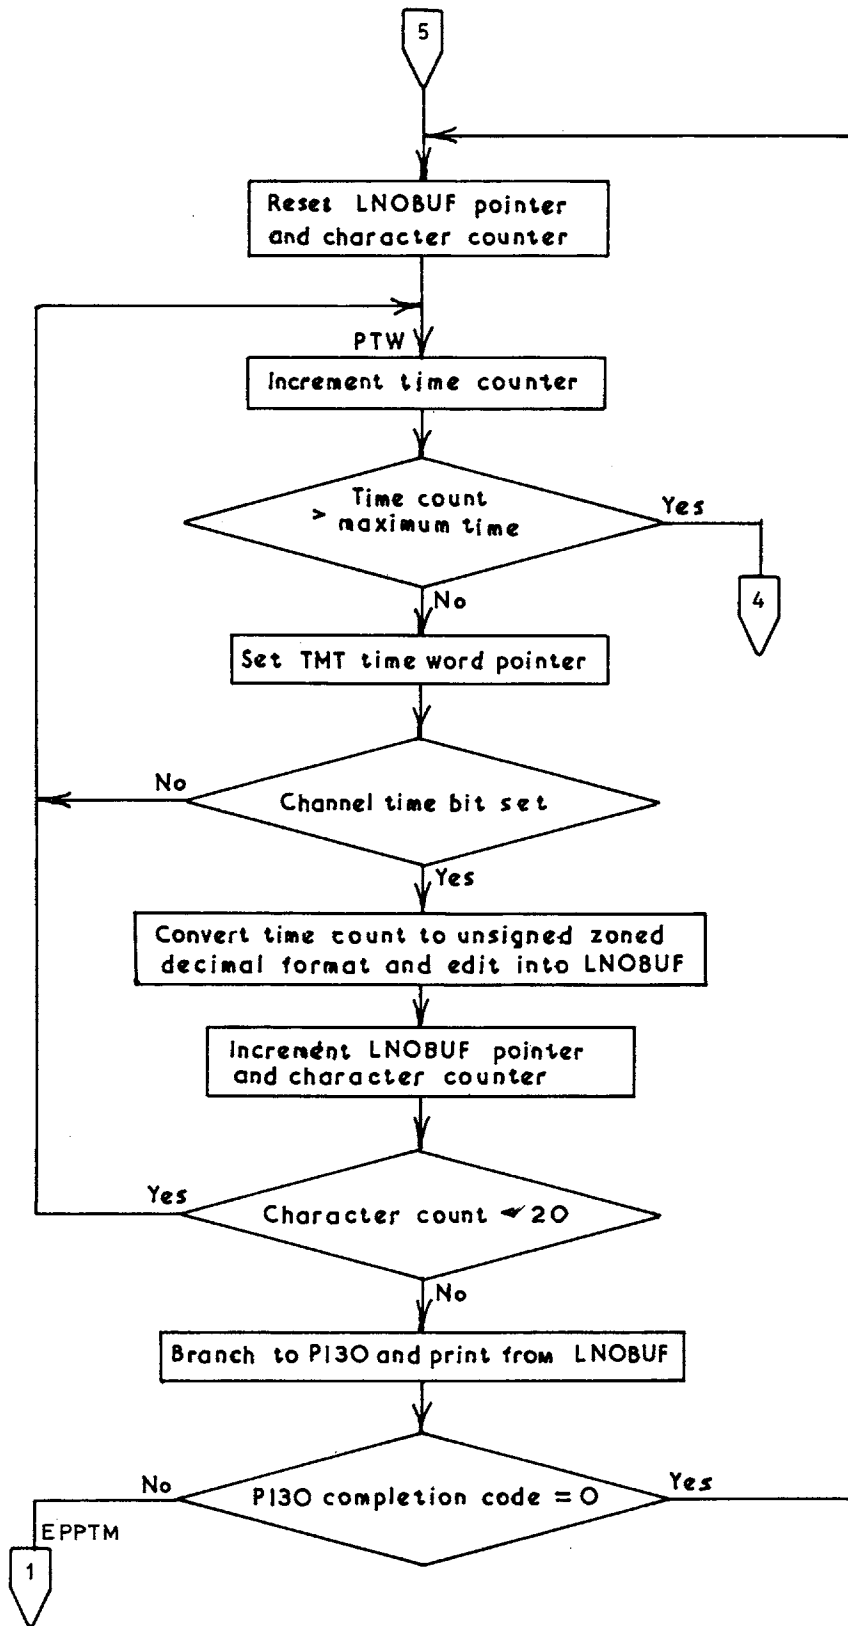 5
Reset LNOBUF pointer
and character counter
PTW
Increment time counter
Time count
> maximum time
Yes
4
No
Set TMT time word pointer
No
Channel time bit set
Yes
Convert time count to unsigned zoned
decimal format and edit into LNOBUF
Increment LNOBUF pointer
and character counter
Yes
Character count < 20
No
Branch to P130 and print from LNOBUF
No
P130 completion code = 0
Yes
EPPTM
1